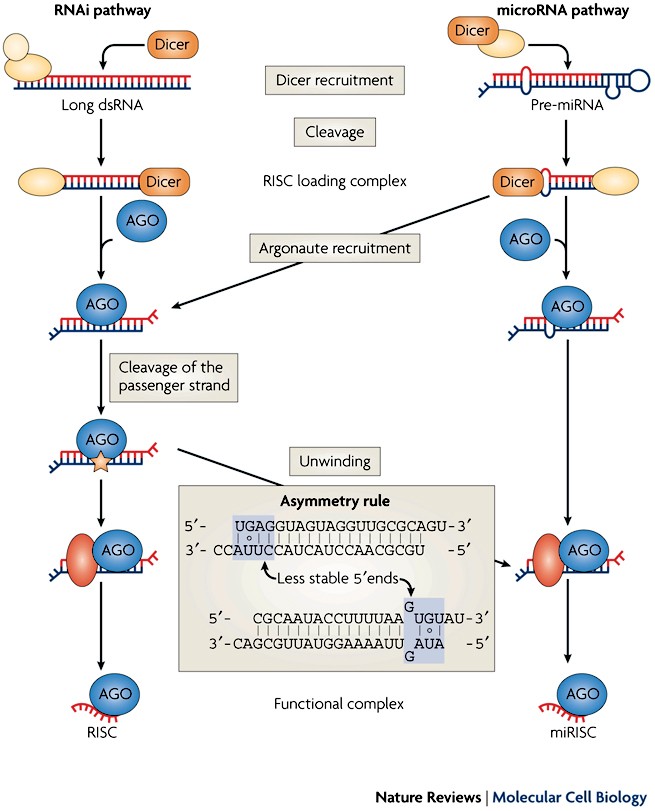 RNAi pathway
microRNA pathway
Dicer
Dicer
Long dsRNA
Dicer recruitment
Pre-miRNA
Cleavage
Dicer
RISC loading complex
Dicer
AGO
Argonaute recruitment
AGO
AGO
AGO
Cleavage of the
passenger strand
AGO
Unwinding
Asymmetry rule
5′- UGAGGUAGUAGGUUGCGCAGU-3′
3′- CCAUUCCAUCAUCCAACGCGU -5′
Less stable 5′ends
G
5′- CGCAAUACCUUUUAA UGUAU-3′
3′-CAGCGUUAUGGAAAAUU AUA -5′
G
AGO
AGO
Functional complex
AGO
RISC
AGO
miRISC
Nature Reviews | Molecular Cell Biology